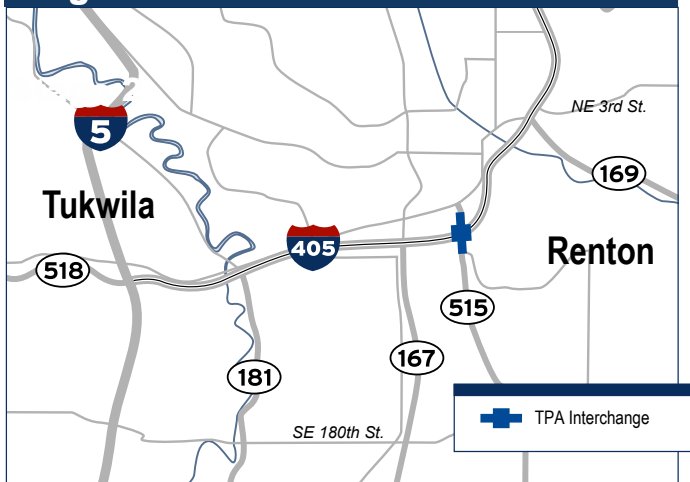 NE 3rd St.
5
169
Tukwila
405
Renton
518
515
167
181
TPA Interchange
SE 180th St.